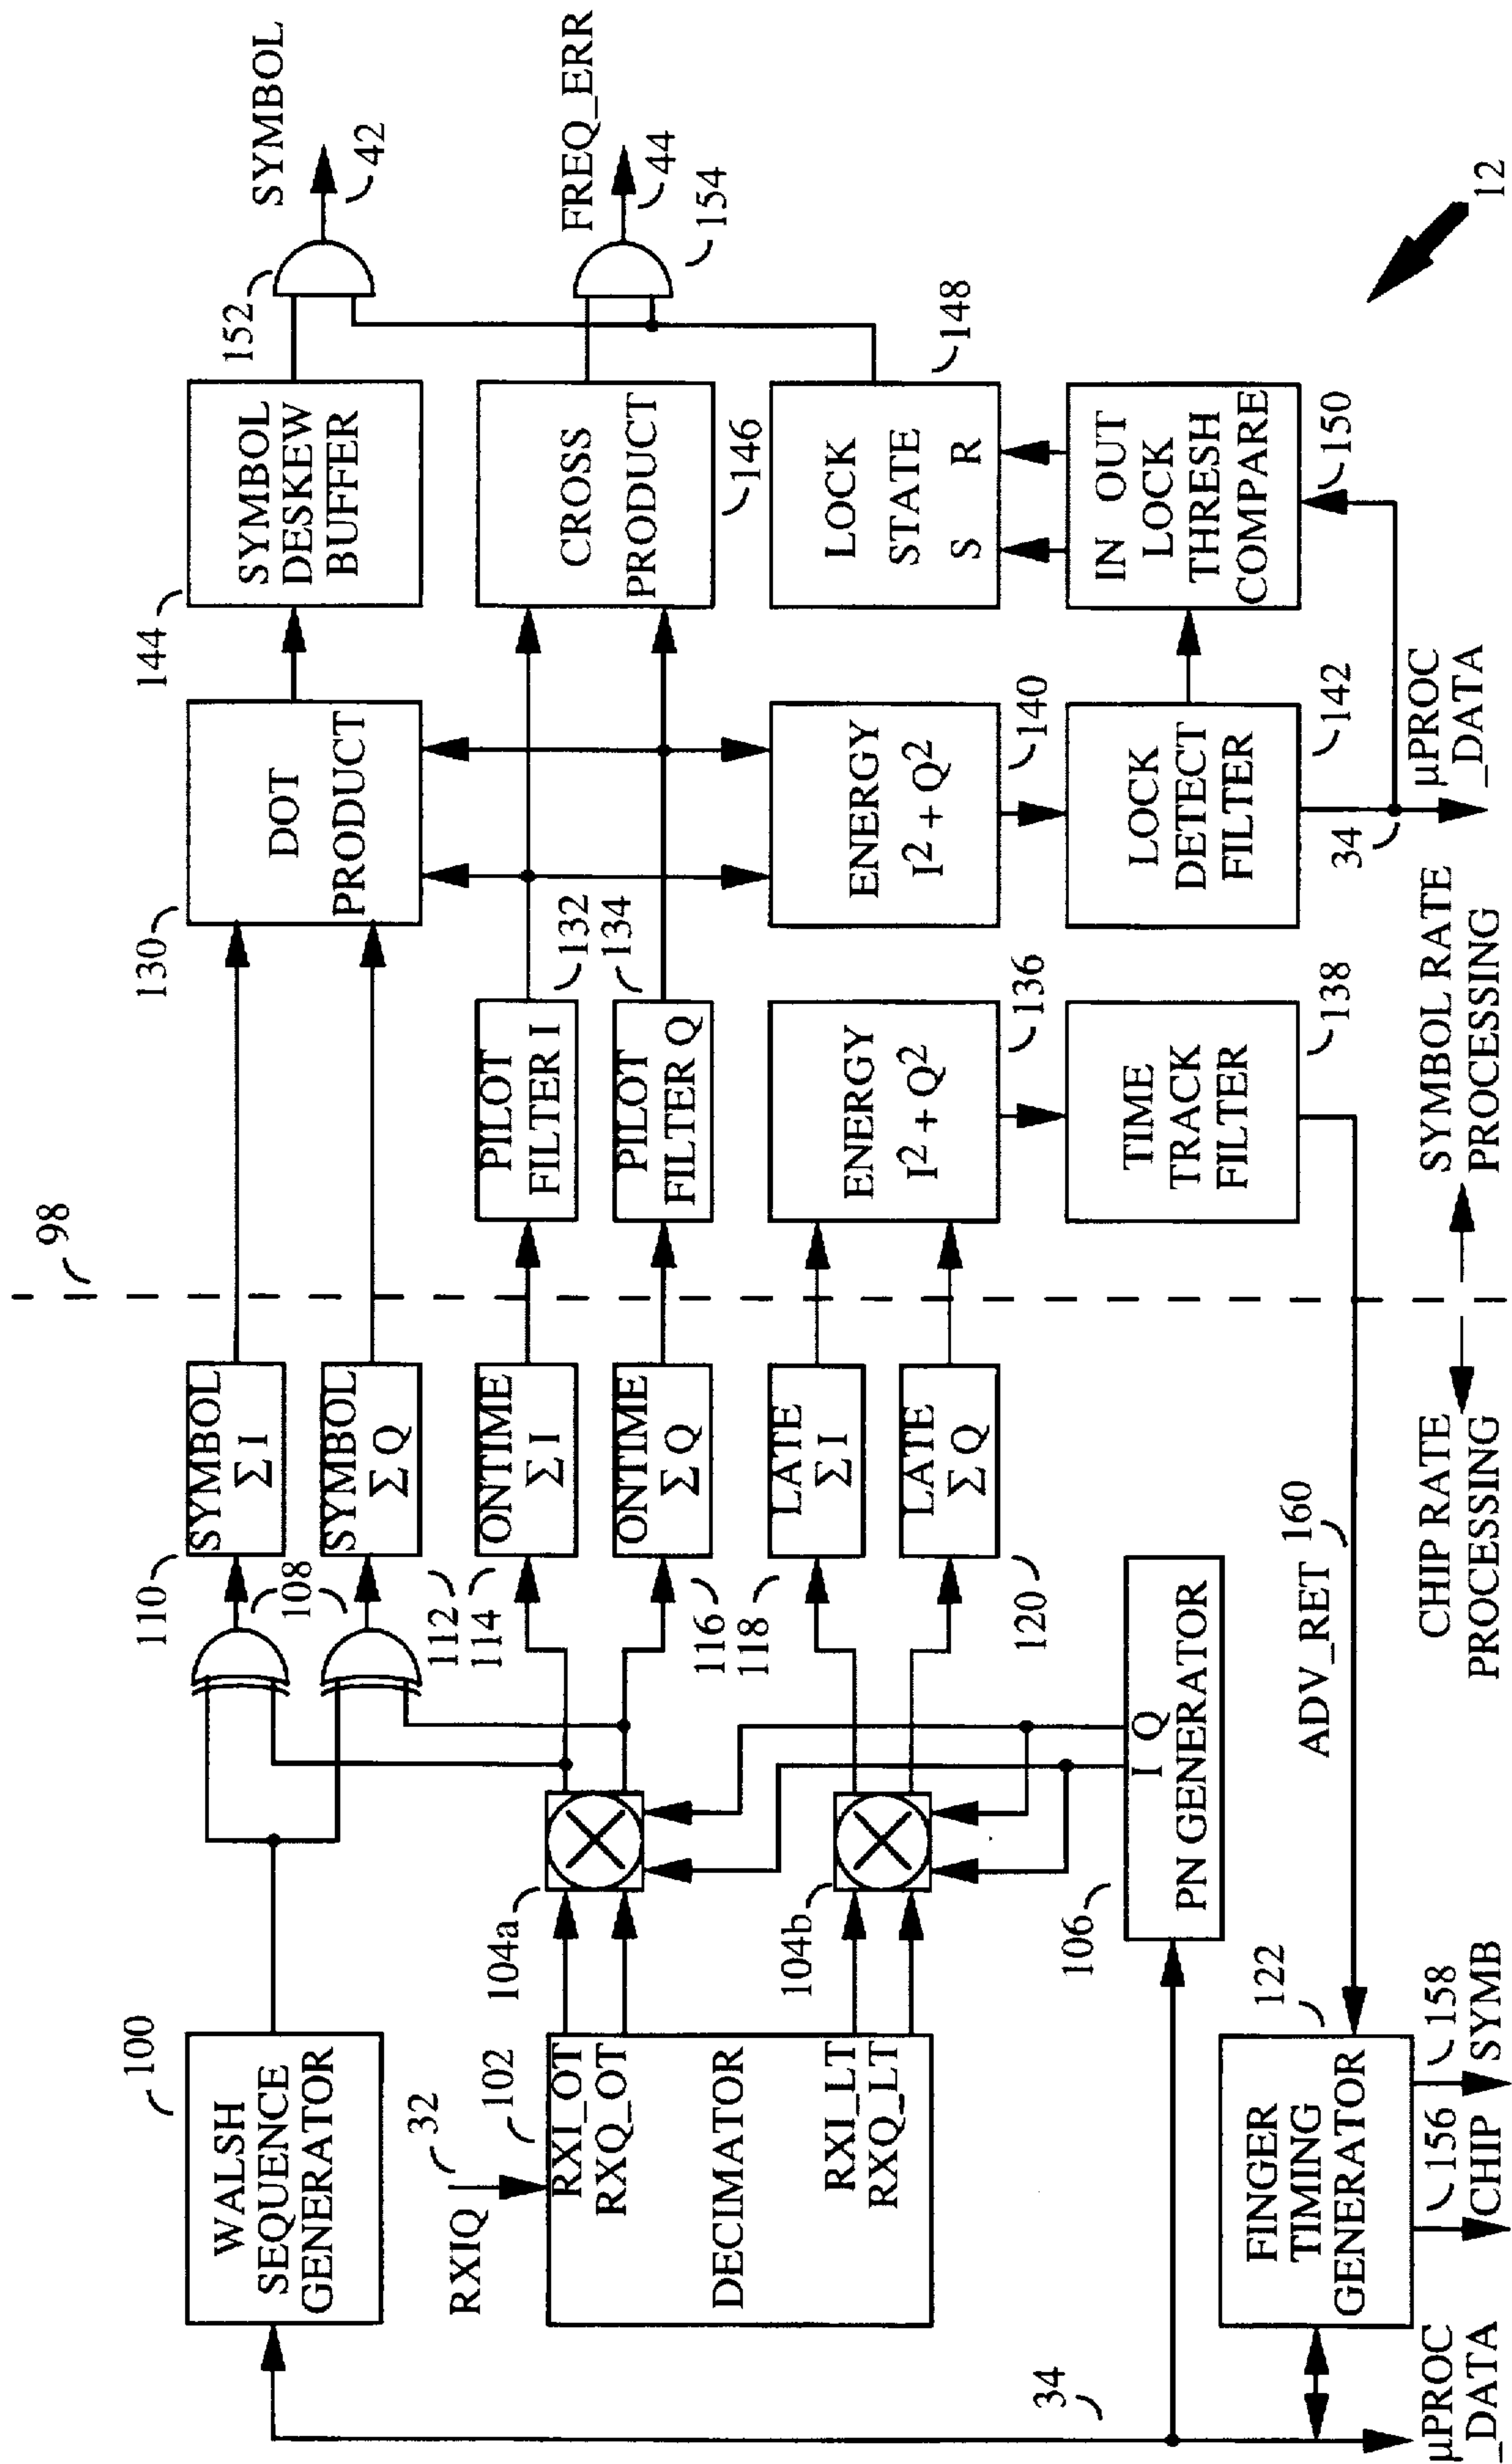 98
100
WALSH
SEQUENCE
GENERATOR
108
110
SYMBOL
Σ I
SYMBOL
Σ Q
112
130
DOT
PRODUCT
144
SYMBOL
DESKEW
BUFFER
152
SYMBOL
42
RXIQ
32
102
RXI_OT
RXQ_OT
DECIMATOR
RXI_LT
RXQ_LT
104a
104b
114
ONTIME
Σ I
ONTIME
Σ Q
116
PILOT
FILTER I
132
134
PILOT
FILTER Q
CROSS
PRODUCT
146
FREQ_ERR
44
154
118
LATE
Σ I
LATE
Σ Q
120
ENERGY
I² + Q²
136
ENERGY
I² + Q²
140
LOCK
STATE
S R
148
106
I Q
PN GENERATOR
TIME
TRACK
FILTER
138
LOCK
DETECT
FILTER
142
IN OUT
LOCK
THRESH
COMPARE
150
34
122
FINGER
TIMING
GENERATOR
ADV_RET
160
34
µPROC
_DATA
µPROC
_DATA
156
CHIP
158
SYMB
CHIP RATE
PROCESSING
SYMBOL RATE
PROCESSING
12